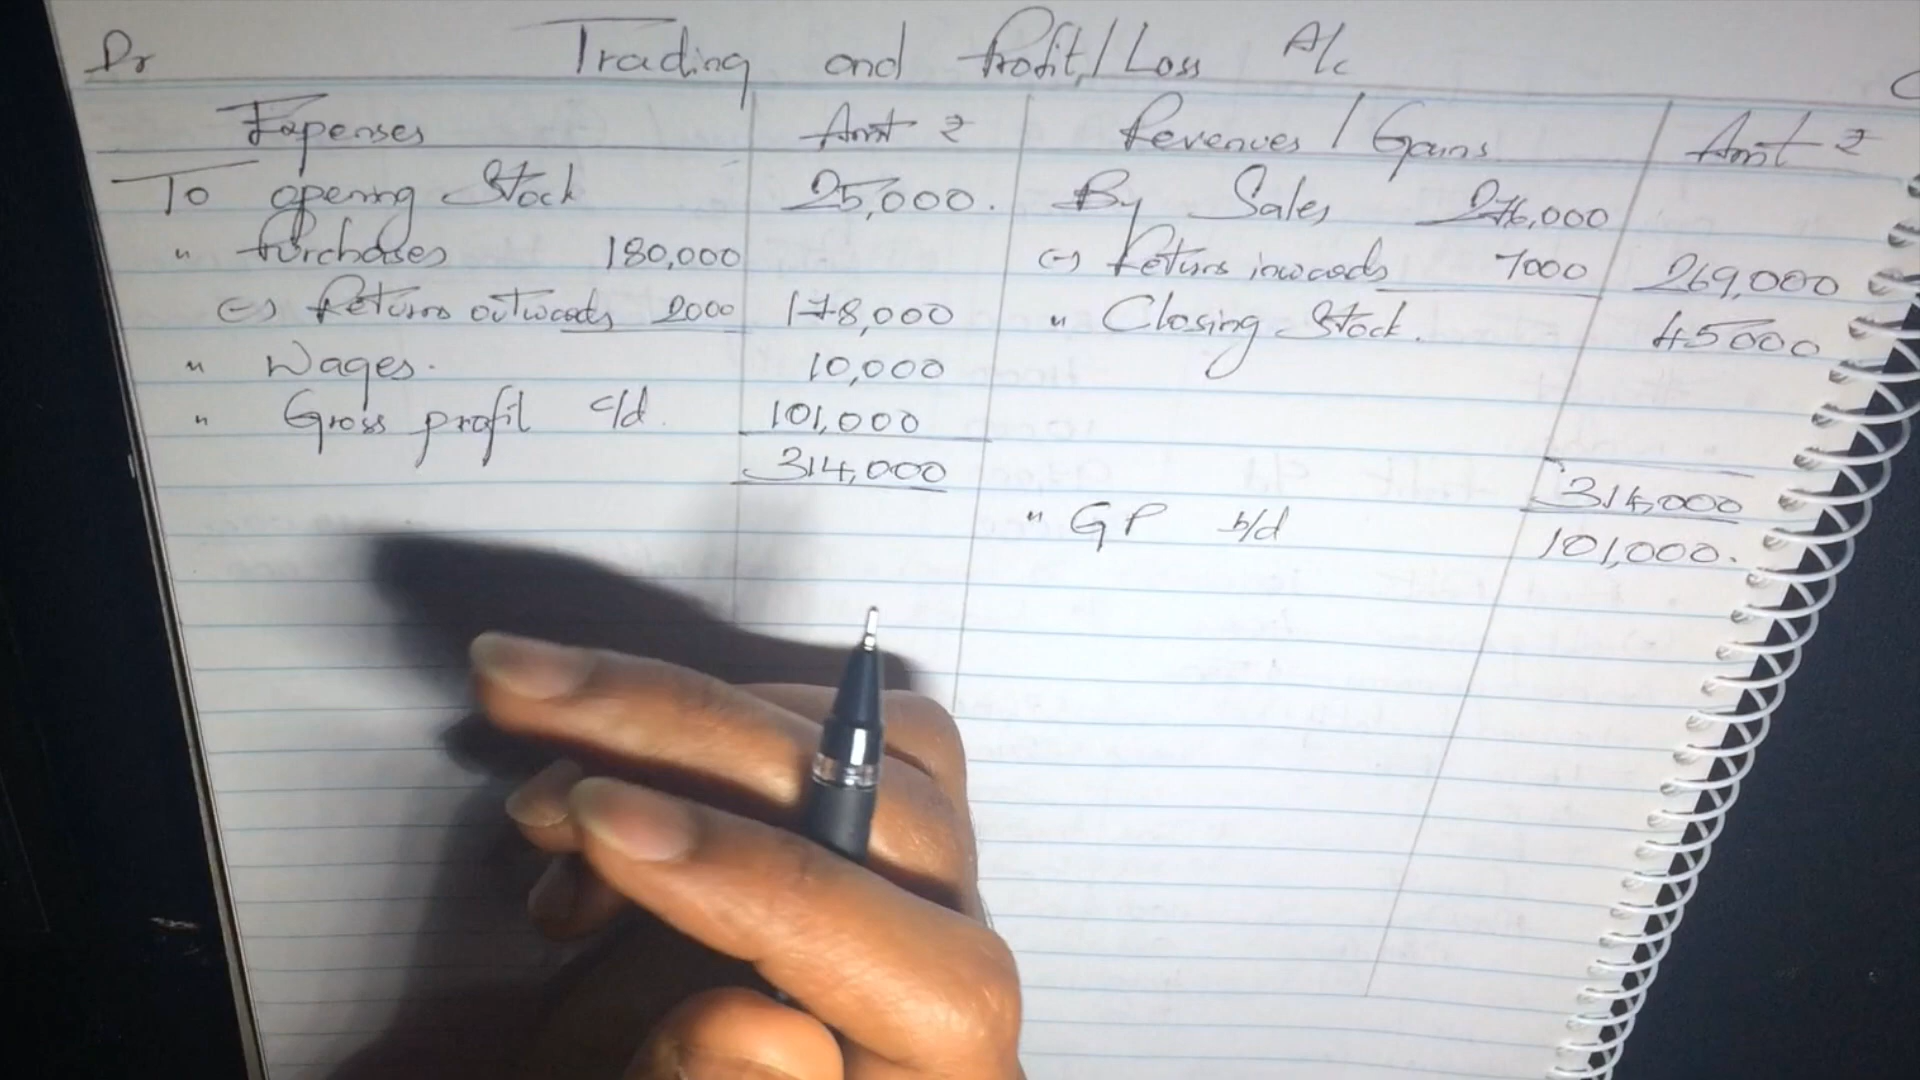 Dr Trading and Profit/Loss A/c
Expenses Amt ₹ Revenues / Gains Amt ₹
To opening Stock 25,000. By Sales 276,000
" Purchases 180,000 (-) Return inwards 7000 269,000
(-) Returns outwards 2000 178,000 " Closing Stock. 45000
" Wages. 10,000
" Gross profit c/d. 101,000
314,000 314,000
" GP b/d 101,000.